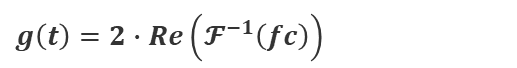 g(t) = 2 · Re(ℱ⁻¹(fc))